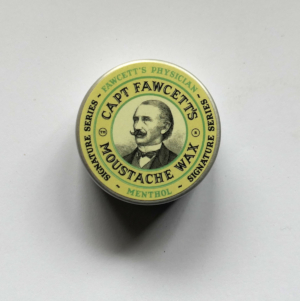 FAWCETT'S PHYSICIAN
CAPT FAWCETT'S
MOUSTACHE WAX
SIGNATURE SERIES
- MENTHOL -
SIGNATURE SERIES